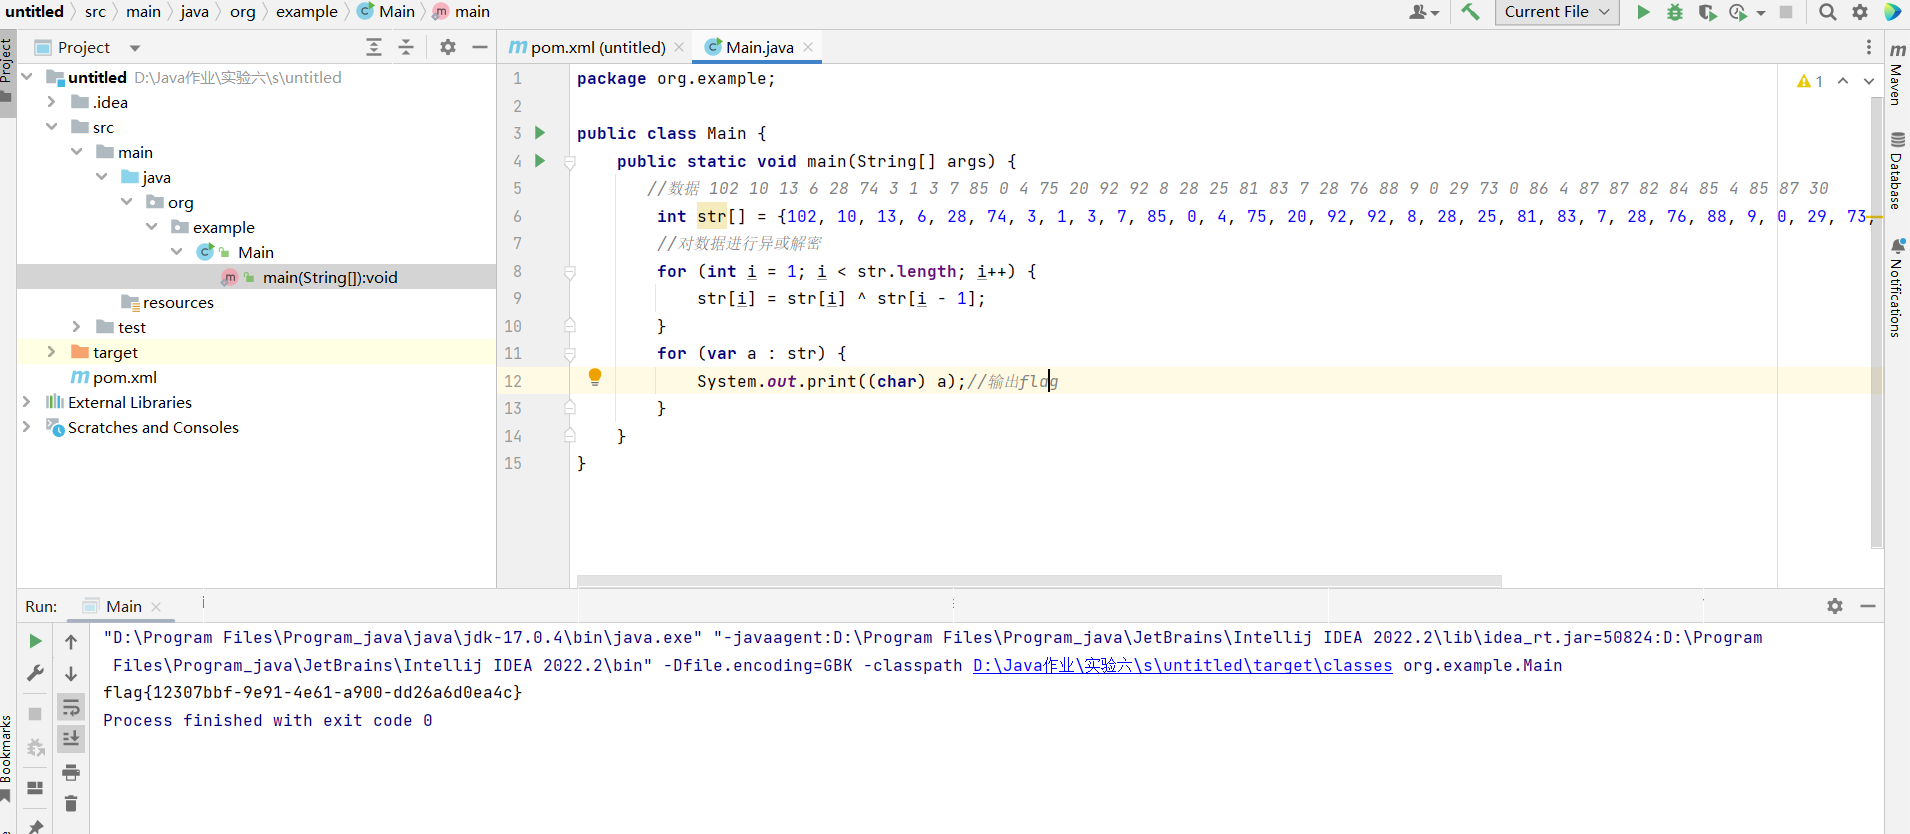 untitled 〉 src 〉 main 〉 java 〉 org 〉 example 〉 Main 〉 main
Current File
Project
pom.xml (untitled)
Main.java
Project
untitled D:\Java作业\实验六\s\untitled
.idea
src
main
java
org
example
Main
main(String[]):void
resources
test
target
pom.xml
External Libraries
Scratches and Consoles
1 package org.example;
2
3 public class Main {
4 public static void main(String[] args) {
5 //数据 102 10 13 6 28 74 3 1 3 7 85 0 4 75 20 92 92 8 28 25 81 83 7 28 76 88 9 0 29 73 0 86 4 87 87 82 84 85 4 85 87 30
6 int str[] = {102, 10, 13, 6, 28, 74, 3, 1, 3, 7, 85, 0, 4, 75, 20, 92, 92, 8, 28, 25, 81, 83, 7, 28, 76, 88, 9, 0, 29, 73,
7 //对数据进行异或解密
8 for (int i = 1; i < str.length; i++) {
9 str[i] = str[i] ^ str[i - 1];
10 }
11 for (var a : str) {
12 System.out.print((char) a);//输出flag
13 }
14 }
15 }
1
Maven
Database
Notifications
Run: Main
"D:\Program Files\Program_java\java\jdk-17.0.4\bin\java.exe" "-javaagent:D:\Program Files\Program_java\JetBrains\Intellij IDEA 2022.2\lib\idea_rt.jar=50824:D:\Program
Files\Program_java\JetBrains\Intellij IDEA 2022.2\bin" -Dfile.encoding=GBK -classpath D:\Java作业\实验六\s\untitled\target\classes org.example.Main
flag{12307bbf-9e91-4e61-a900-dd26a6d0ea4c}
Process finished with exit code 0
Bookmarks